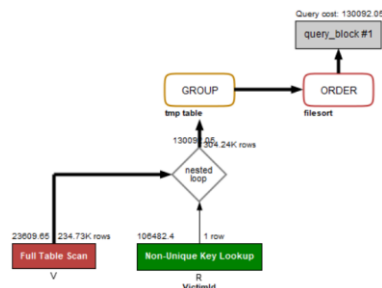 Query cost: 130092.05
query_block #1
GROUP
ORDER
tmp table
filesort
130092.05
304.24K rows
nested
loop
23609.65 234.73K rows
106482.4 1 row
Full Table Scan
Non-Unique Key Lookup
V
R
VictimId